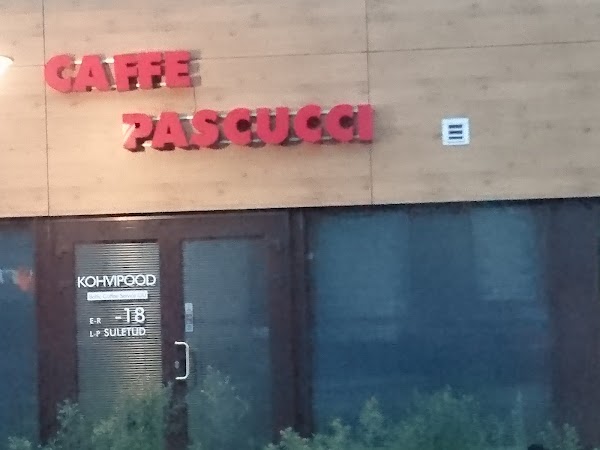 CAFFE
PASCUCCI
KOHVIPOOD
E-R -18
L-P SULETUD